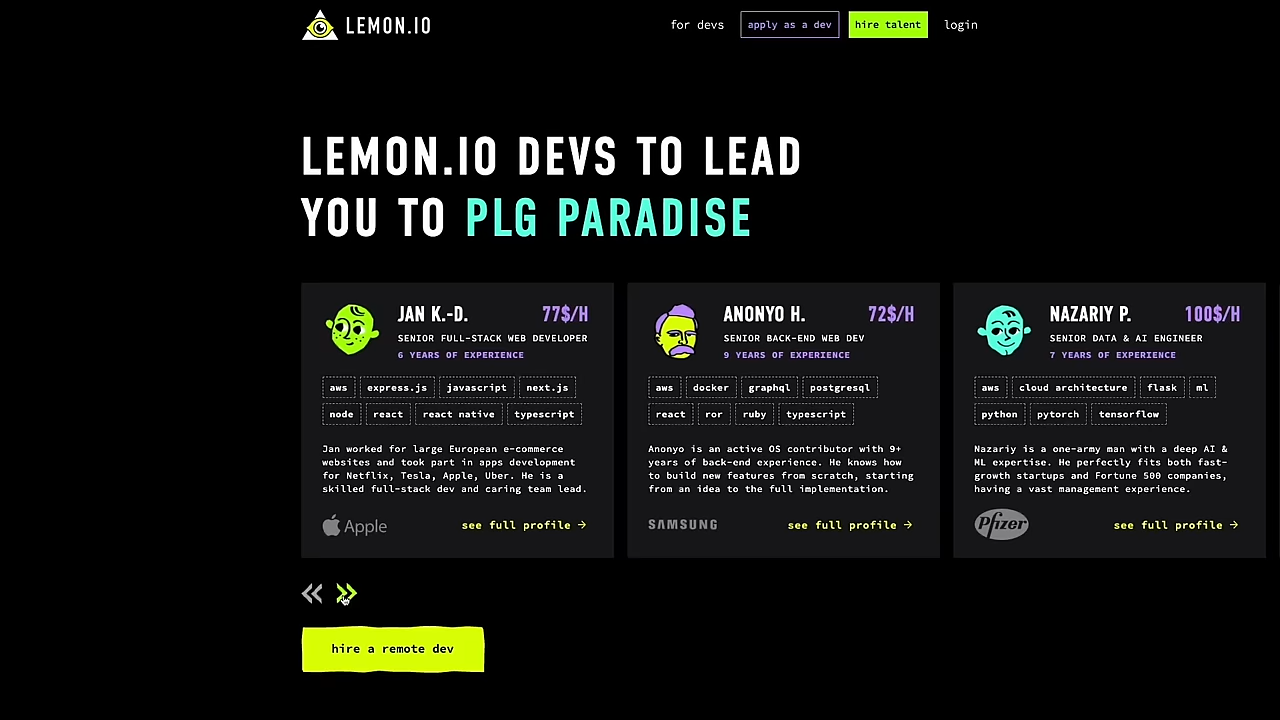 LEMON.IO
for devs
apply as a dev
hire talent
login
LEMON.IO DEVS TO LEAD
YOU TO PLG PARADISE
JAN K.-D.
77$/H
SENIOR FULL-STACK WEB DEVELOPER
6 YEARS OF EXPERIENCE
aws express.js javascript next.js
node react react native typescript
Jan worked for large European e-commerce
websites and took part in apps development
for Netflix, Tesla, Apple, Uber. He is a
skilled full-stack dev and caring team lead.
Apple
see full profile →
ANONYO H.
72$/H
SENIOR BACK-END WEB DEV
9 YEARS OF EXPERIENCE
aws docker graphql postgresql
react ror ruby typescript
Anonyo is an active OS contributor with 9+
years of back-end experience. He knows how
to build new features from scratch, starting
from an idea to the full implementation.
SAMSUNG
see full profile →
NAZARIY P.
100$/H
SENIOR DATA & AI ENGINEER
7 YEARS OF EXPERIENCE
aws cloud architecture flask ml
python pytorch tensorflow
Nazariy is a one-army man with a deep AI &
ML expertise. He perfectly fits both fast-
growth startups and Fortune 500 companies,
having a vast management experience.
Pfizer
see full profile →
hire a remote dev